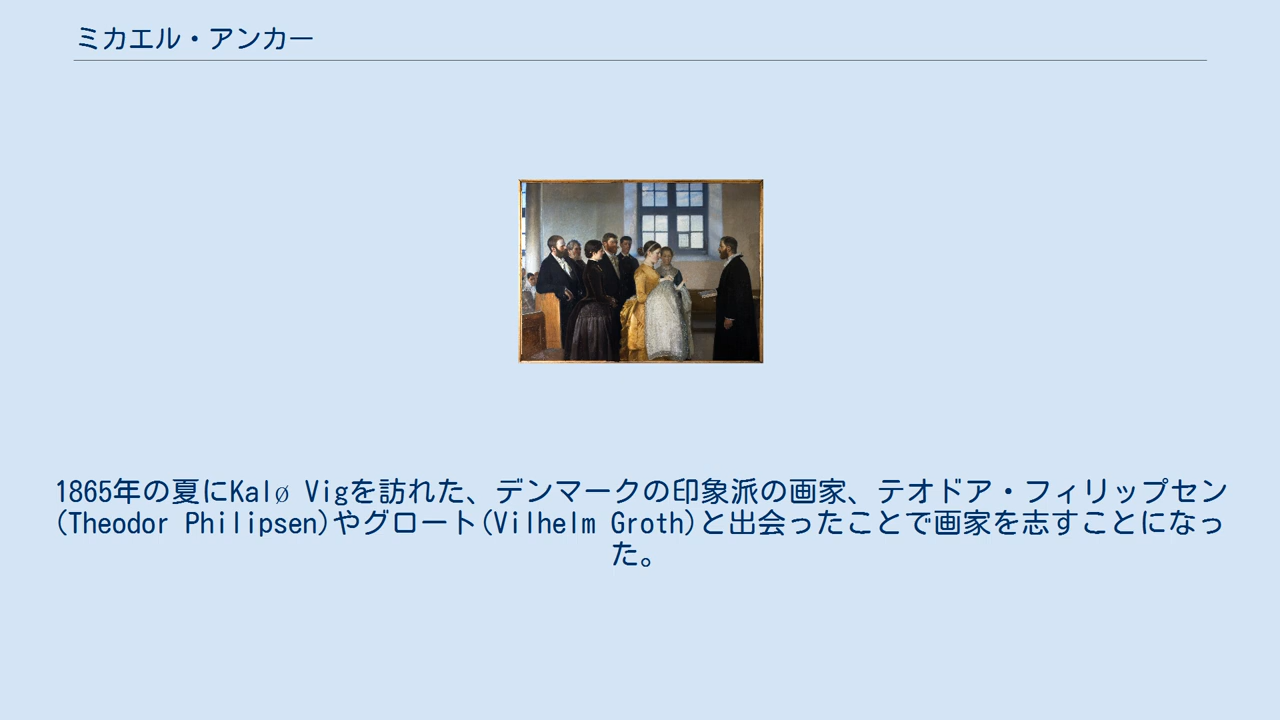 ミカエル・アンカー
1865年の夏にKalø Vigを訪れた、デンマークの印象派の画家、テオドア・フィリップセン
(Theodor Philipsen)やグロート(Vilhelm Groth)と出会ったことで画家を志すことになっ
た。